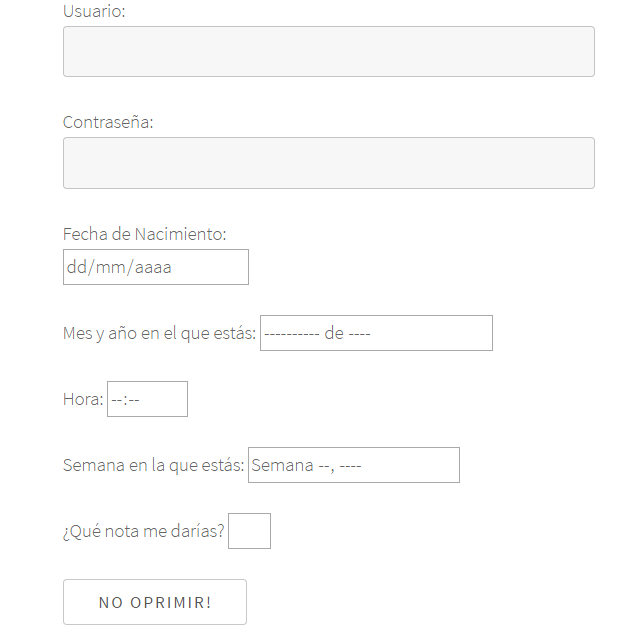 Usuario:
Contraseña:
Fecha de Nacimiento:
dd/mm/aaaa
Mes y año en el que estás: ---------- de ----
Hora: --:--
Semana en la que estás: Semana --, ----
¿Qué nota me darías?
NO OPRIMIR!